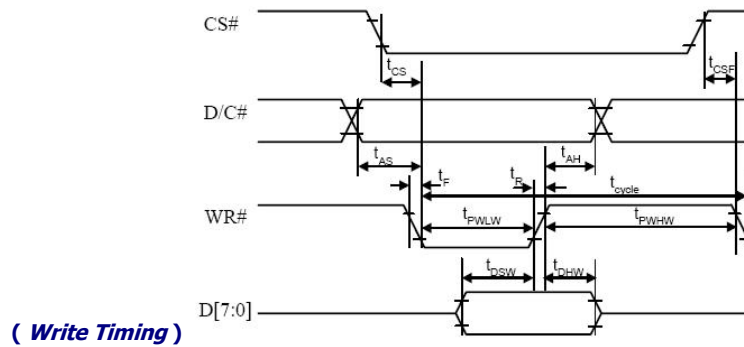 CS#
tCS
tCSF
D/C#
tAS
tF
tR
tAH
tcycle
WR#
tPWLW
tPWHW
tDSW
tDHW
D[7:0]
( Write Timing )